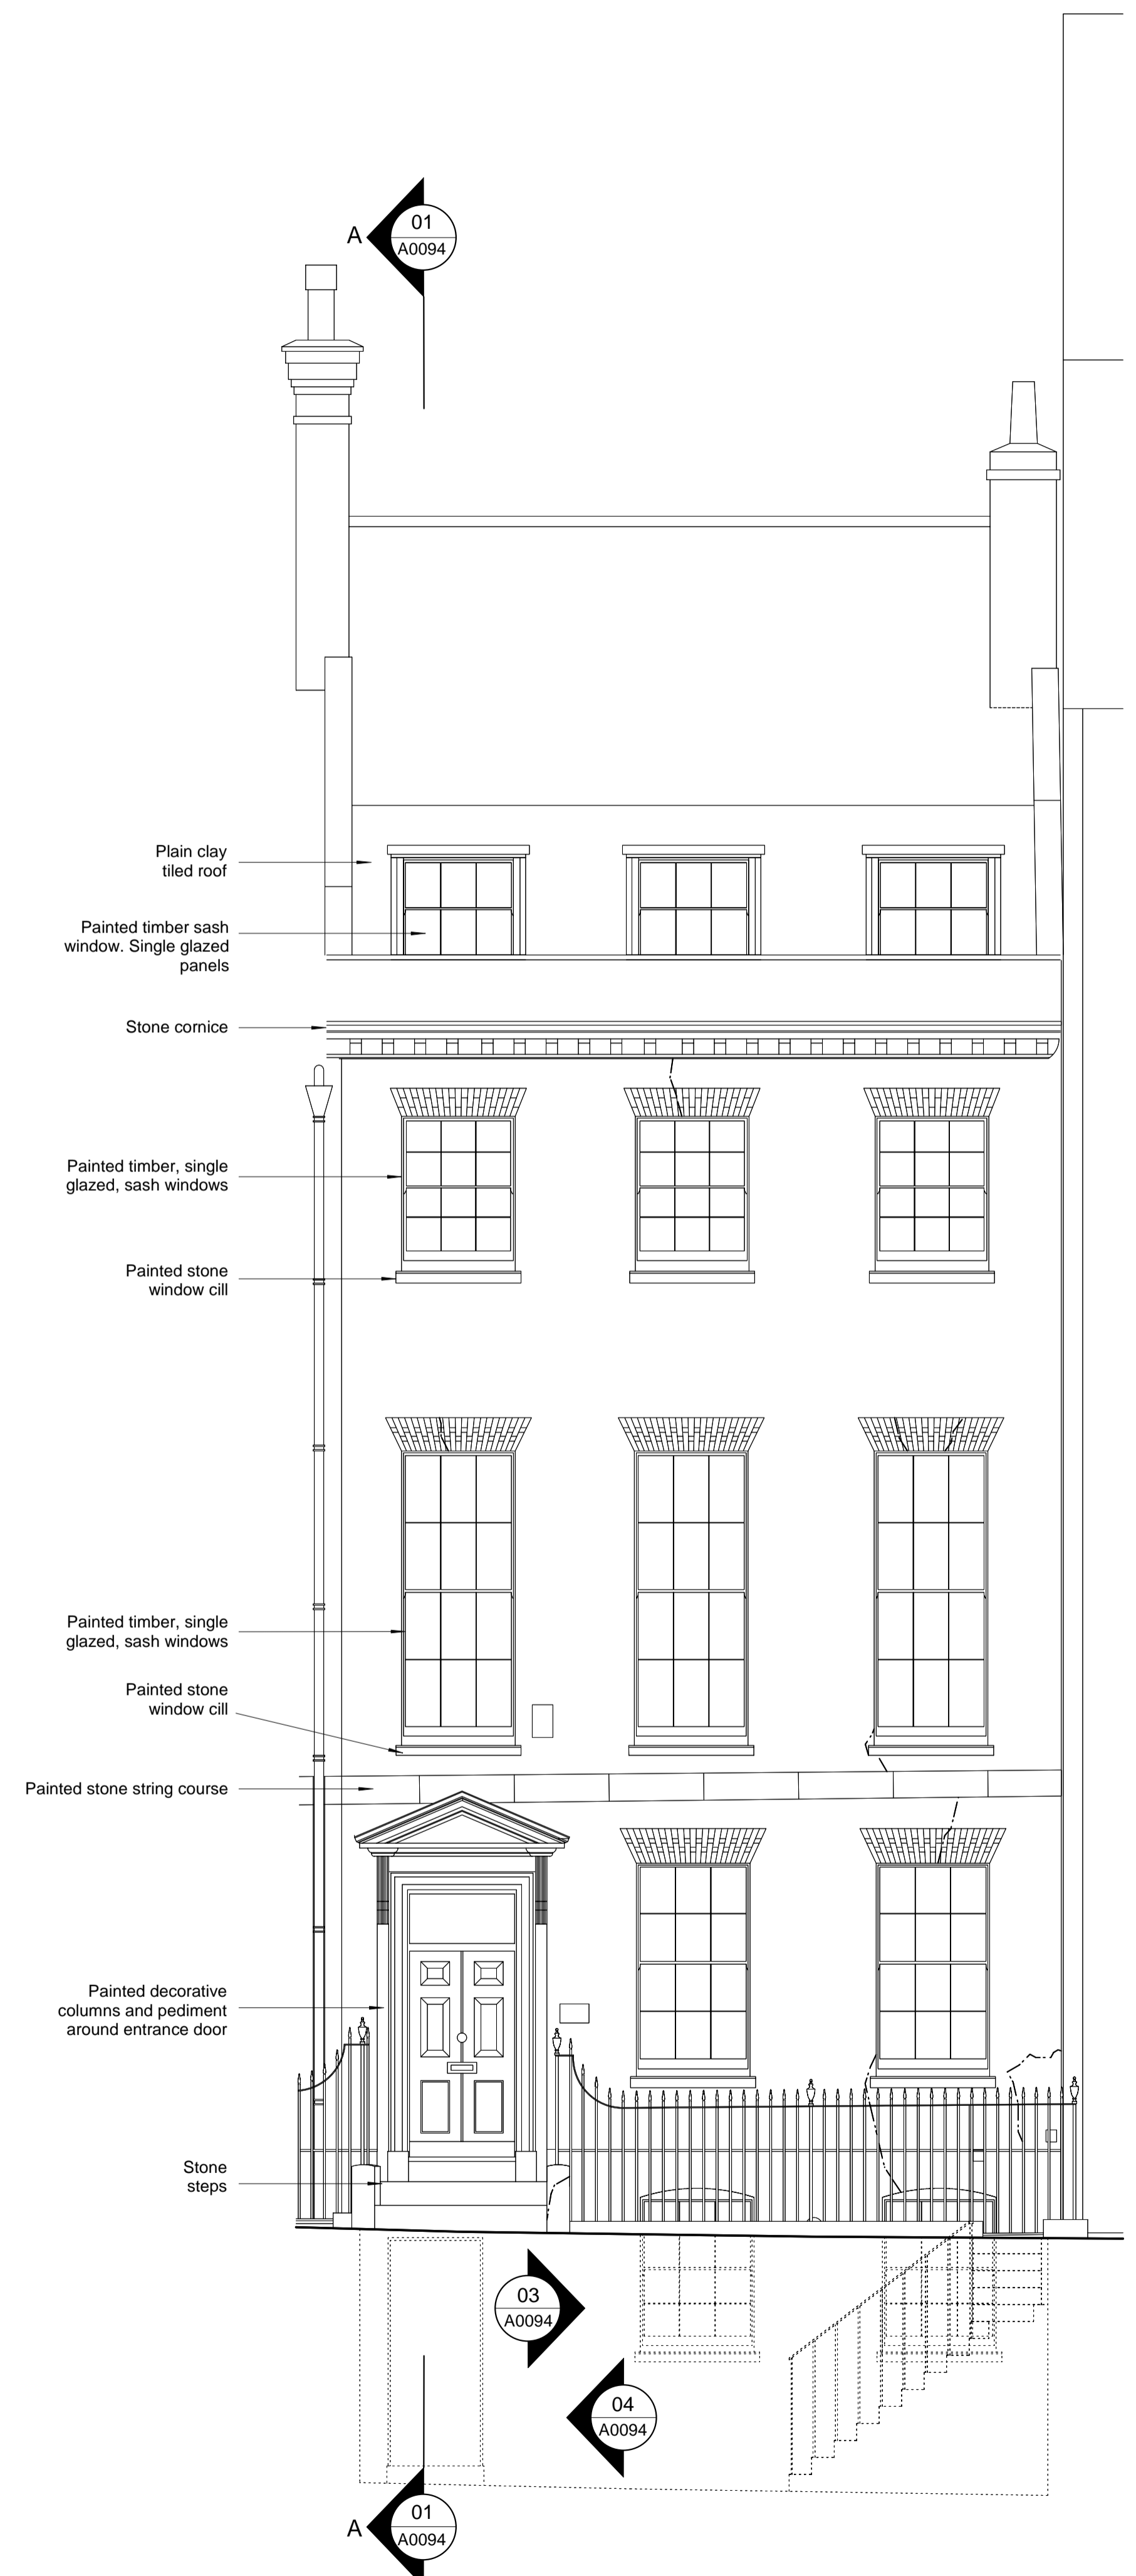 01
A
A0094
Plain clay
tiled roof
Painted timber sash
window. Single glazed
panels
Stone cornice
Painted timber, single
glazed, sash windows
Painted stone
window cill
Painted timber, single
glazed, sash windows
Painted stone
window cill
Painted stone string course
Painted decorative
columns and pediment
around entrance door
Stone
steps
03
A0094
04
A0094
01
A
A0094